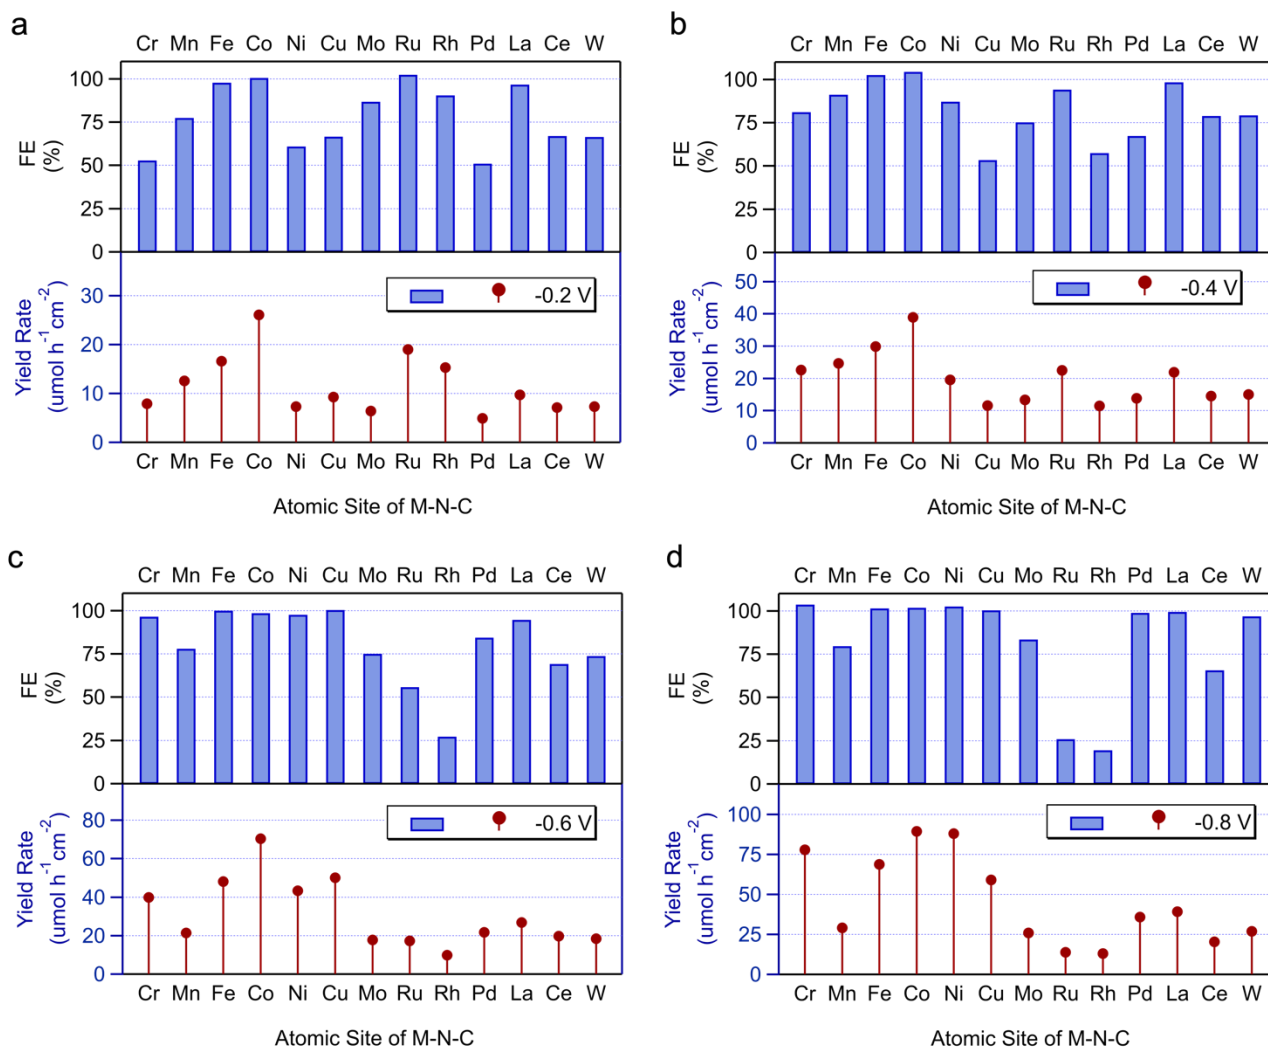 a
Cr Mn Fe Co Ni Cu Mo Ru Rh Pd La Ce W
100
75
50
25
0
FE
(%)
30
20
10
0
Yield Rate
(umol h⁻¹ cm⁻²)
-0.2 V
Cr Mn Fe Co Ni Cu Mo Ru Rh Pd La Ce W
Atomic Site of M-N-C
b
Cr Mn Fe Co Ni Cu Mo Ru Rh Pd La Ce W
100
75
50
25
0
FE
(%)
50
40
30
20
10
0
Yield Rate
(umol h⁻¹ cm⁻²)
-0.4 V
Cr Mn Fe Co Ni Cu Mo Ru Rh Pd La Ce W
Atomic Site of M-N-C
c
Cr Mn Fe Co Ni Cu Mo Ru Rh Pd La Ce W
100
75
50
25
0
FE
(%)
80
60
40
20
0
Yield Rate
(umol h⁻¹ cm⁻²)
-0.6 V
Cr Mn Fe Co Ni Cu Mo Ru Rh Pd La Ce W
Atomic Site of M-N-C
d
Cr Mn Fe Co Ni Cu Mo Ru Rh Pd La Ce W
100
75
50
25
0
FE
(%)
100
75
50
25
0
Yield Rate
(umol h⁻¹ cm⁻²)
-0.8 V
Cr Mn Fe Co Ni Cu Mo Ru Rh Pd La Ce W
Atomic Site of M-N-C